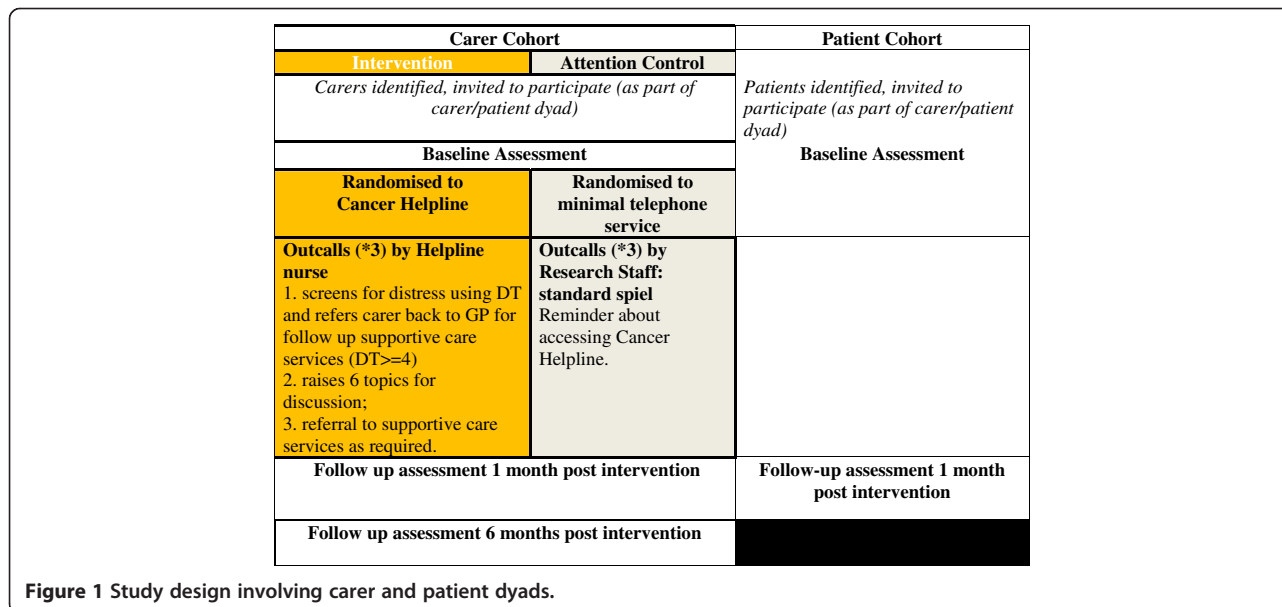 Carer Cohort
Patient Cohort
Intervention
Attention Control
Carers identified, invited to participate (as part of
carer/patient dyad)
Patients identified, invited to
participate (as part of carer/patient
dyad)
Baseline Assessment
Baseline Assessment
Randomised to
Cancer Helpline
Randomised to
minimal telephone
service
Outcalls (*3) by Helpline
nurse
1. screens for distress using DT
and refers carer back to GP for
follow up supportive care
services (DT>=4)
2. raises 6 topics for
discussion;
3. referral to supportive care
services as required.
Outcalls (*3) by
Research Staff:
standard spiel
Reminder about
accessing Cancer
Helpline.
Follow up assessment 1 month post intervention
Follow-up assessment 1 month
post intervention
Follow up assessment 6 months post intervention
Figure 1 Study design involving carer and patient dyads.